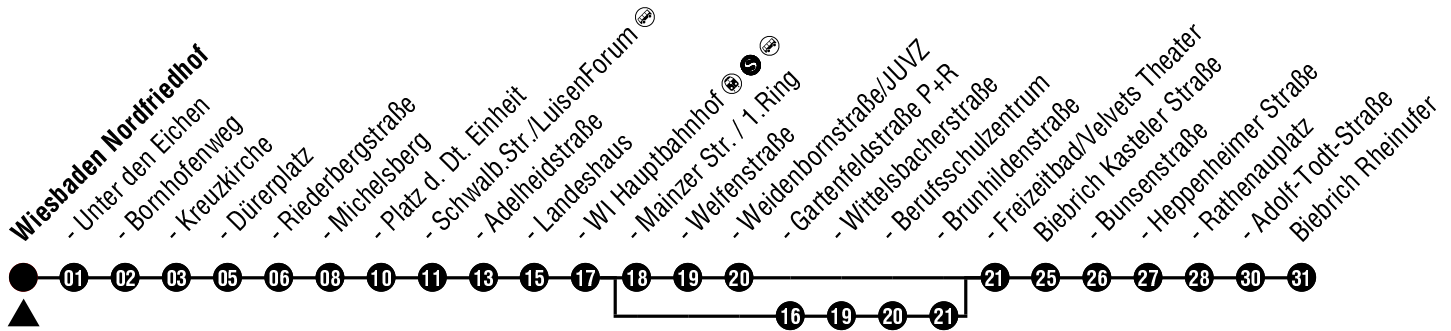 Wiesbaden Nordfriedhof
- Unter den Eichen
- Bornhofenweg
- Kreuzkirche
- Dürerplatz
- Riederbergstraße
- Michelsberg
- Platz d. Dt. Einheit
- Schwalb.Str./LuisenForum
- Adelheidstraße
- Landeshaus
- WI Hauptbahnhof S
- Mainzer Str. / 1.Ring
- Welfenstraße
- Weidenbornstraße/JUVZ
- Gartenfeldstraße P+R
- Wittelsbacherstraße
- Berufsschulzentrum
- Brunhildenstraße
- Freizeitbad/Velvets Theater
Biebrich Kasteler Straße
- Bunsenstraße
- Heppenheimer Straße
- Rathenauplatz
- Adolf-Todt-Straße
Biebrich Rheinufer
01 02 03 05 06 08 10 11 13 15 17 18 19 20 21 25 26 27 28 30 31
16 19 20 21